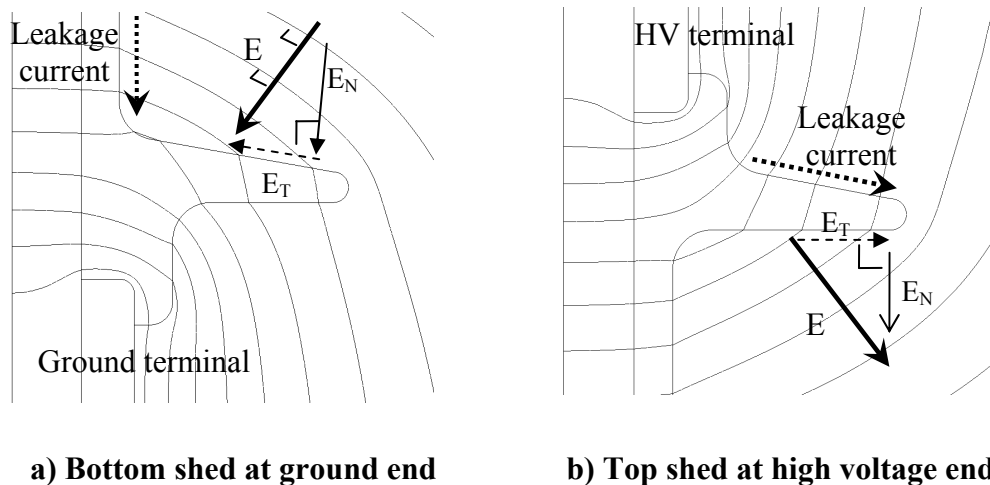 Leakage
current
E
E_N
E_T
Ground terminal
a) Bottom shed at ground end
HV terminal
Leakage
current
E_T
E_N
E
b) Top shed at high voltage end